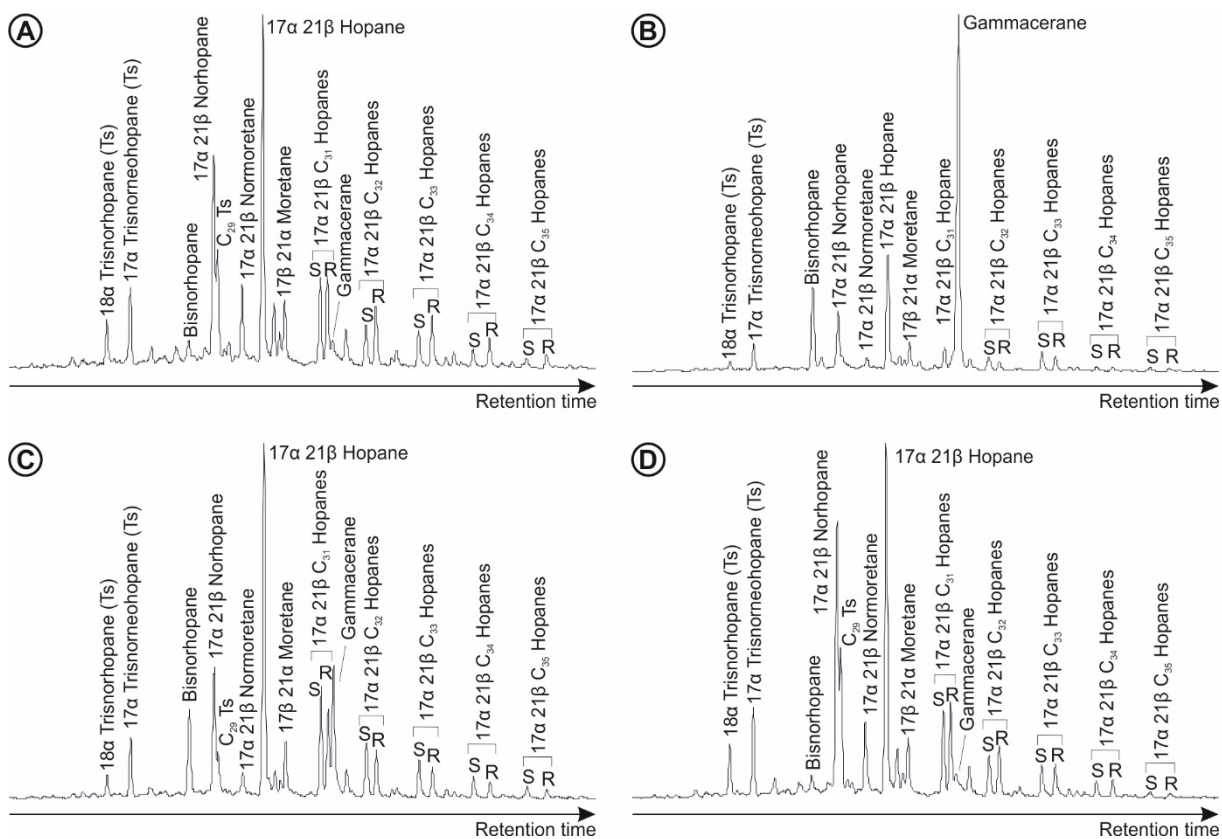 A
17α 21β Hopane
18α Trisnorhopane (Ts)
17α Trisnorneohopane (Ts)
Bisnorhopane
17α 21β Norhopane
C₂₉Ts
17α 21β Normoretane
17β 21α Moretane
S R
17α 21β C₃₁ Hopanes
Gammacerane
S R
17α 21β C₃₂ Hopanes
S R
17α 21β C₃₃ Hopanes
S R
17α 21β C₃₄ Hopanes
S R
17α 21β C₃₅ Hopanes
Retention time
B
Gammacerane
18α Trisnorhopane (Ts)
17α Trisnorneohopane (Ts)
Bisnorhopane
17α 21β Norhopane
17α 21β Normoretane
17α 21β Hopane
17β 21α Moretane
17α 21β C₃₁ Hopane
S R
17α 21β C₃₂ Hopanes
S R
17α 21β C₃₃ Hopanes
S R
17α 21β C₃₄ Hopanes
S R
17α 21β C₃₅ Hopanes
Retention time
C
17α 21β Hopane
18α Trisnorhopane (Ts)
17α Trisnorneohopane (Ts)
Bisnorhopane
17α 21β Norhopane
C₂₉Ts
17α 21β Normoretane
17β 21α Moretane
S R
17α 21β C₃₁ Hopanes
Gammacerane
S R
17α 21β C₃₂ Hopanes
S R
17α 21β C₃₃ Hopanes
S R
17α 21β C₃₄ Hopanes
S R
17α 21β C₃₅ Hopanes
Retention time
D
17α 21β Hopane
18α Trisnorhopane (Ts)
17α Trisnorneohopane (Ts)
Bisnorhopane
17α 21β Norhopane
C₂₉Ts
17α 21β Normoretane
17β 21α Moretane
S R
17α 21β C₃₁ Hopanes
Gammacerane
S R
17α 21β C₃₂ Hopanes
S R
17α 21β C₃₃ Hopanes
S R
17α 21β C₃₄ Hopanes
S R
17α 21β C₃₅ Hopanes
Retention time